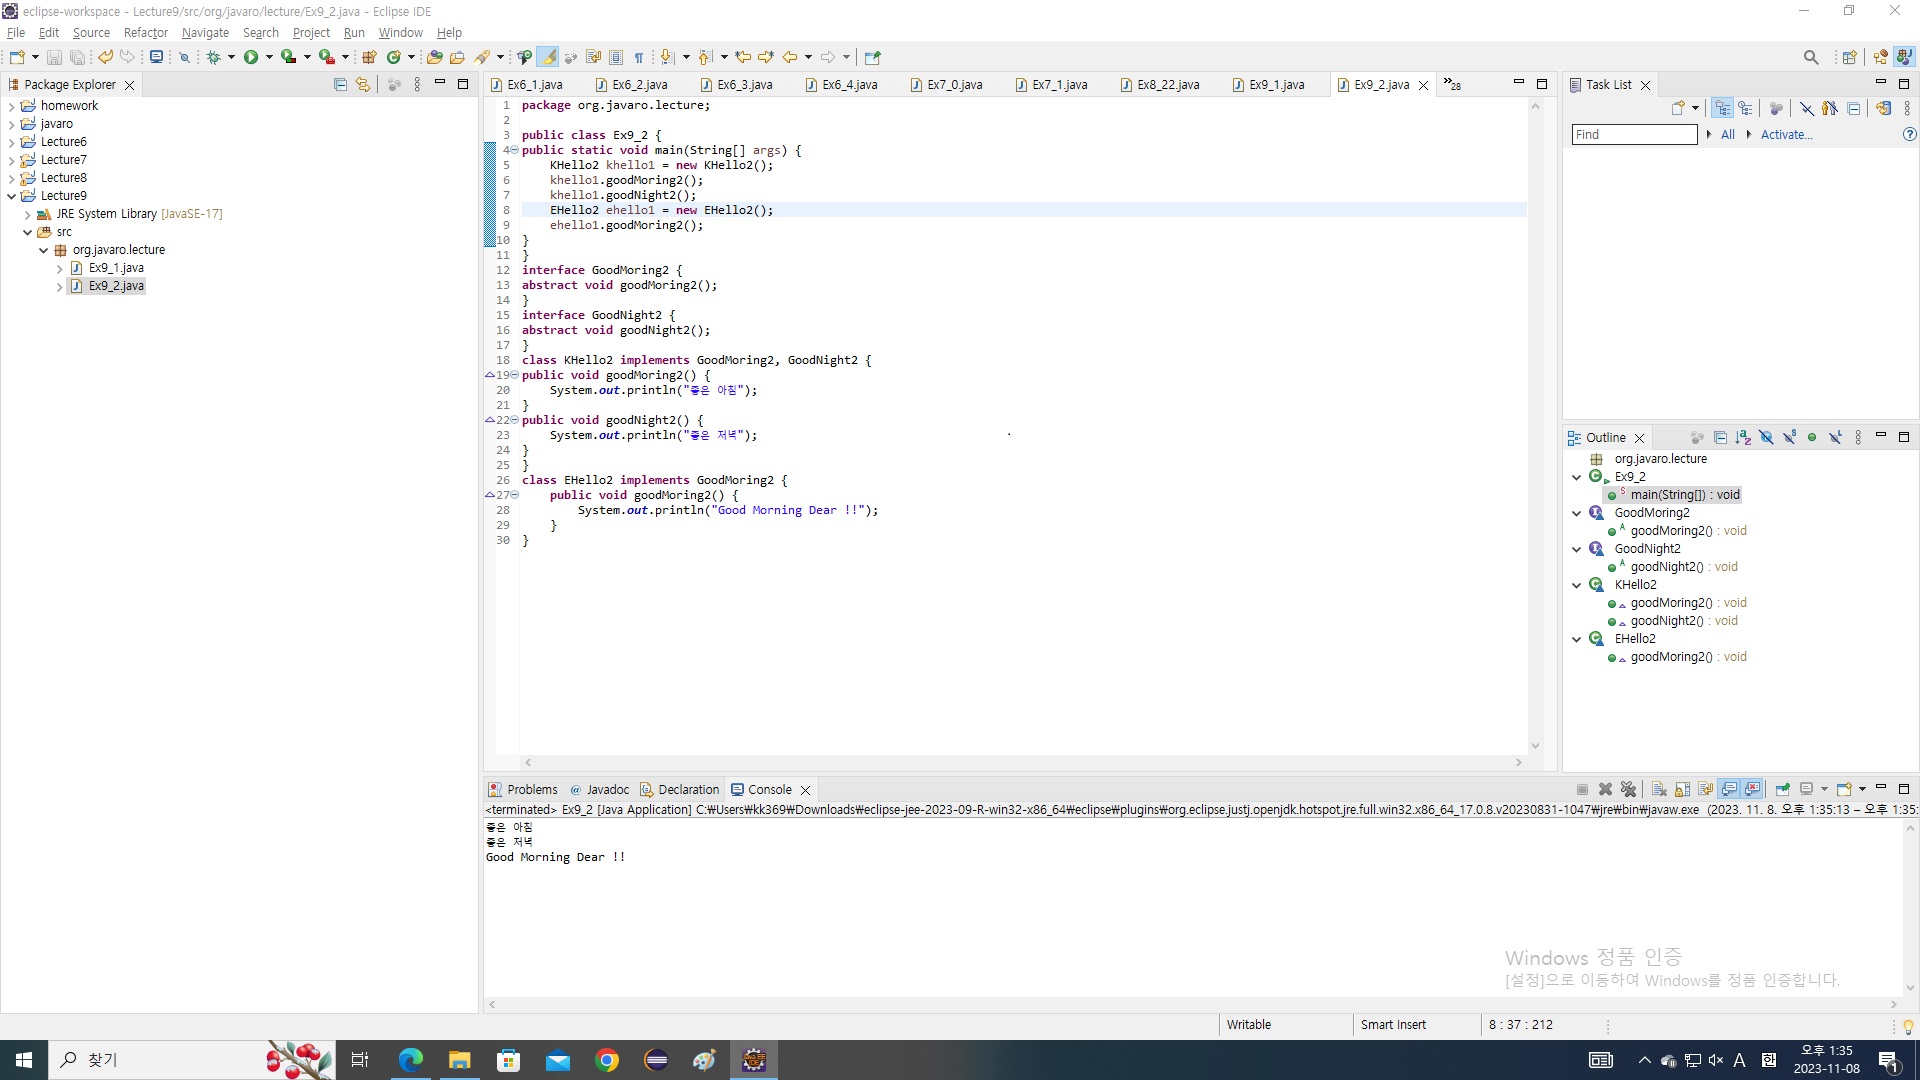 eclipse-workspace - Lecture9/src/org/javaro/lecture/Ex9_2.java - Eclipse IDE
File Edit Source Refactor Navigate Search Project Run Window Help
Package Explorer
homework
javaro
Lecture6
Lecture7
Lecture8
Lecture9
JRE System Library [JavaSE-17]
src
org.javaro.lecture
Ex9_1.java
Ex9_2.java
Ex6_1.java Ex6_2.java Ex6_3.java Ex6_4.java Ex7_0.java Ex7_1.java Ex8_22.java Ex9_1.java Ex9_2.java »28
1 package org.javaro.lecture;
2
3 public class Ex9_2 {
4 public static void main(String[] args) {
5 KHello2 khello1 = new KHello2();
6 khello1.goodMoring2();
7 khello1.goodNight2();
8 EHello2 ehello1 = new EHello2();
9 ehello1.goodMoring2();
10 }
11 }
12 interface GoodMoring2 {
13 abstract void goodMoring2();
14 }
15 interface GoodNight2 {
16 abstract void goodNight2();
17 }
18 class KHello2 implements GoodMoring2, GoodNight2 {
19 public void goodMoring2() {
20 System.out.println("좋은 아침");
21 }
22 public void goodNight2() {
23 System.out.println("좋은 저녁");
24 }
25 }
26 class EHello2 implements GoodMoring2 {
27 public void goodMoring2() {
28 System.out.println("Good Morning Dear !!");
29 }
30 }
Task List
Find All Activate...
Outline
org.javaro.lecture
Ex9_2
main(String[]) : void
GoodMoring2
goodMoring2() : void
GoodNight2
goodNight2() : void
KHello2
goodMoring2() : void
goodNight2() : void
EHello2
goodMoring2() : void
Problems @ Javadoc Declaration Console
<terminated> Ex9_2 [Java Application] C:₩Users₩kk369₩Downloads₩eclipse-jee-2023-09-R-win32-x86_64₩eclipse₩plugins₩org.eclipse.justj.openjdk.hotspot.jre.full.win32.x86_64_17.0.8.v20230831-1047₩jre₩bin₩javaw.exe (2023. 11. 8. 오후 1:35:13 – 오후 1:35:
좋은 아침
좋은 저녁
Good Morning Dear !!
Windows 정품 인증
[설정]으로 이동하여 Windows를 정품 인증합니다.
Writable Smart Insert 8 : 37 : 212
찾기
A 한 오후 1:35
2023-11-08
1